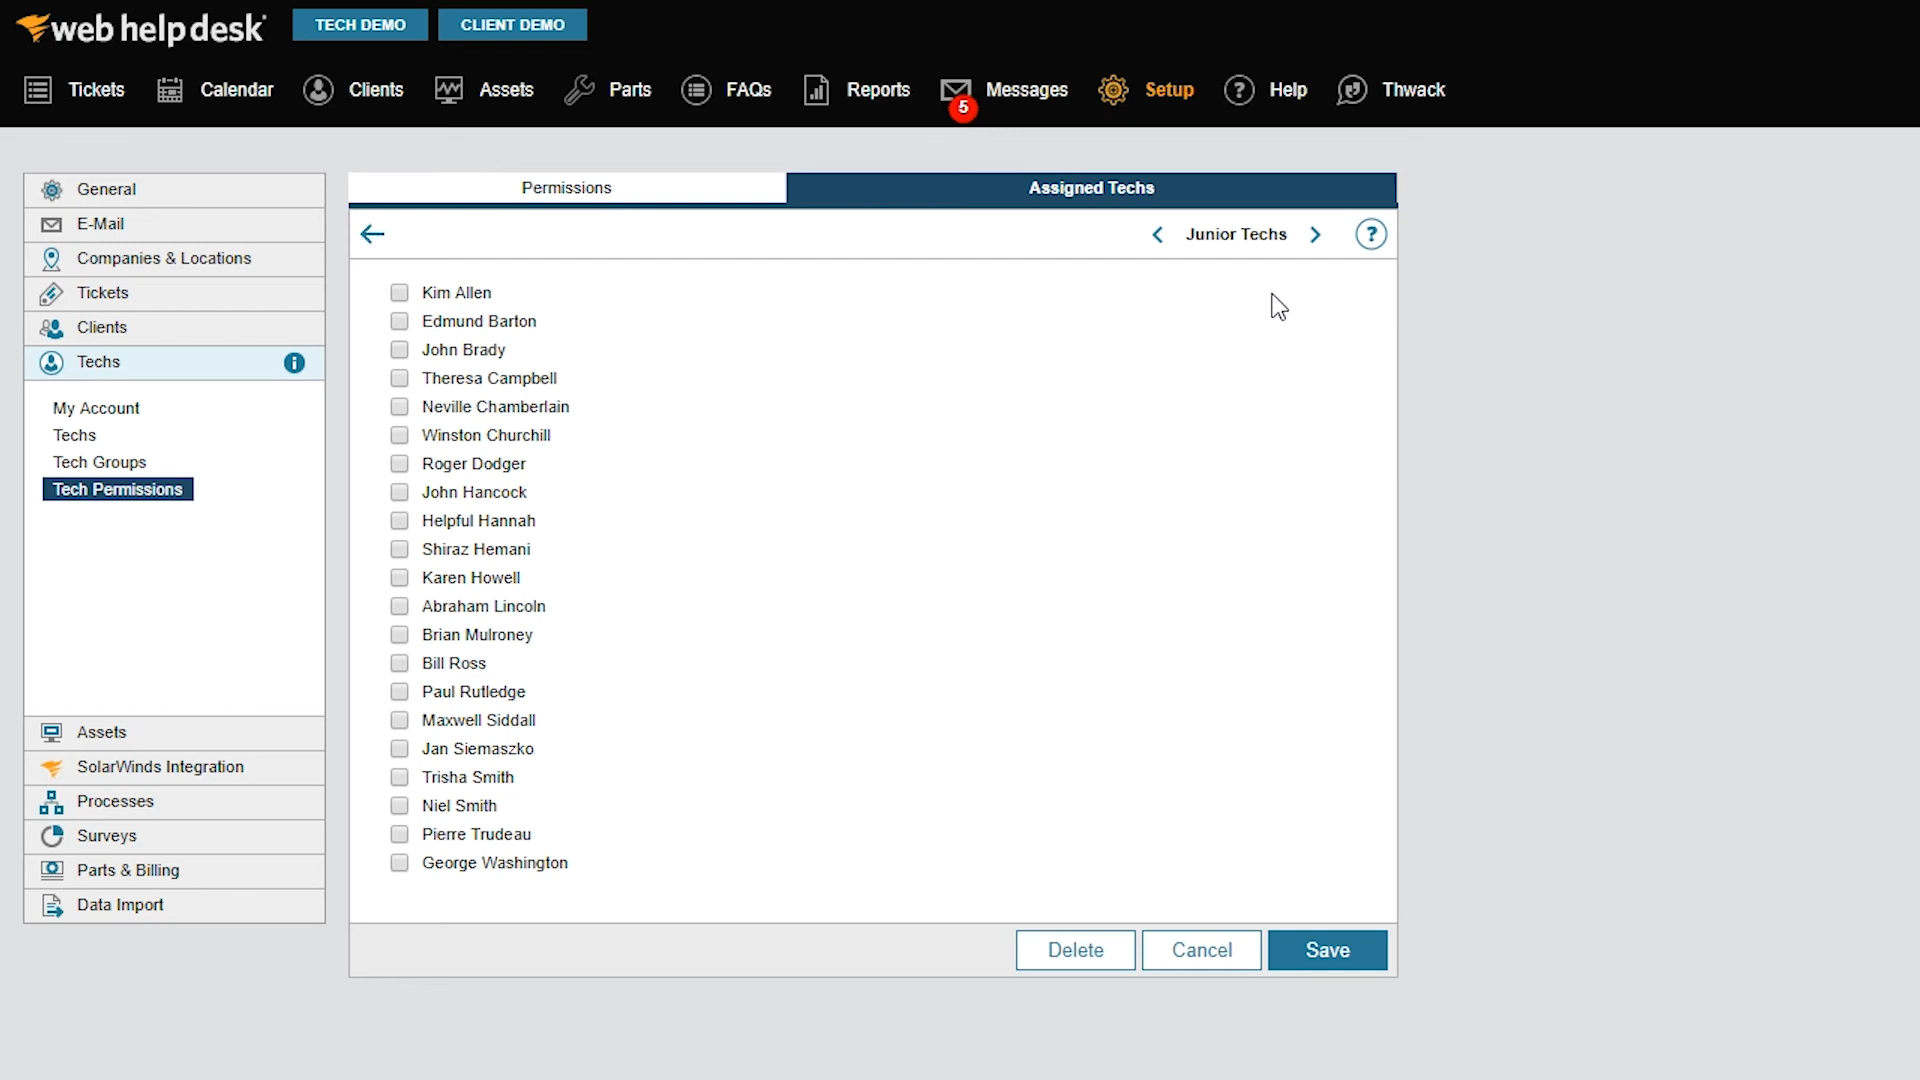 web help desk
TECH DEMO
CLIENT DEMO
Tickets
Calendar
Clients
Assets
Parts
FAQs
Reports
5
Messages
Setup
? Help
Thwack
General
E-Mail
Companies & Locations
Tickets
Clients
Techs
i
My Account
Techs
Tech Groups
Tech Permissions
Assets
SolarWinds Integration
Processes
Surveys
Parts & Billing
Data Import
Permissions
Assigned Techs
Junior Techs
?
Kim Allen
Edmund Barton
John Brady
Theresa Campbell
Neville Chamberlain
Winston Churchill
Roger Dodger
John Hancock
Helpful Hannah
Shiraz Hemani
Karen Howell
Abraham Lincoln
Brian Mulroney
Bill Ross
Paul Rutledge
Maxwell Siddall
Jan Siemaszko
Trisha Smith
Niel Smith
Pierre Trudeau
George Washington
Delete
Cancel
Save